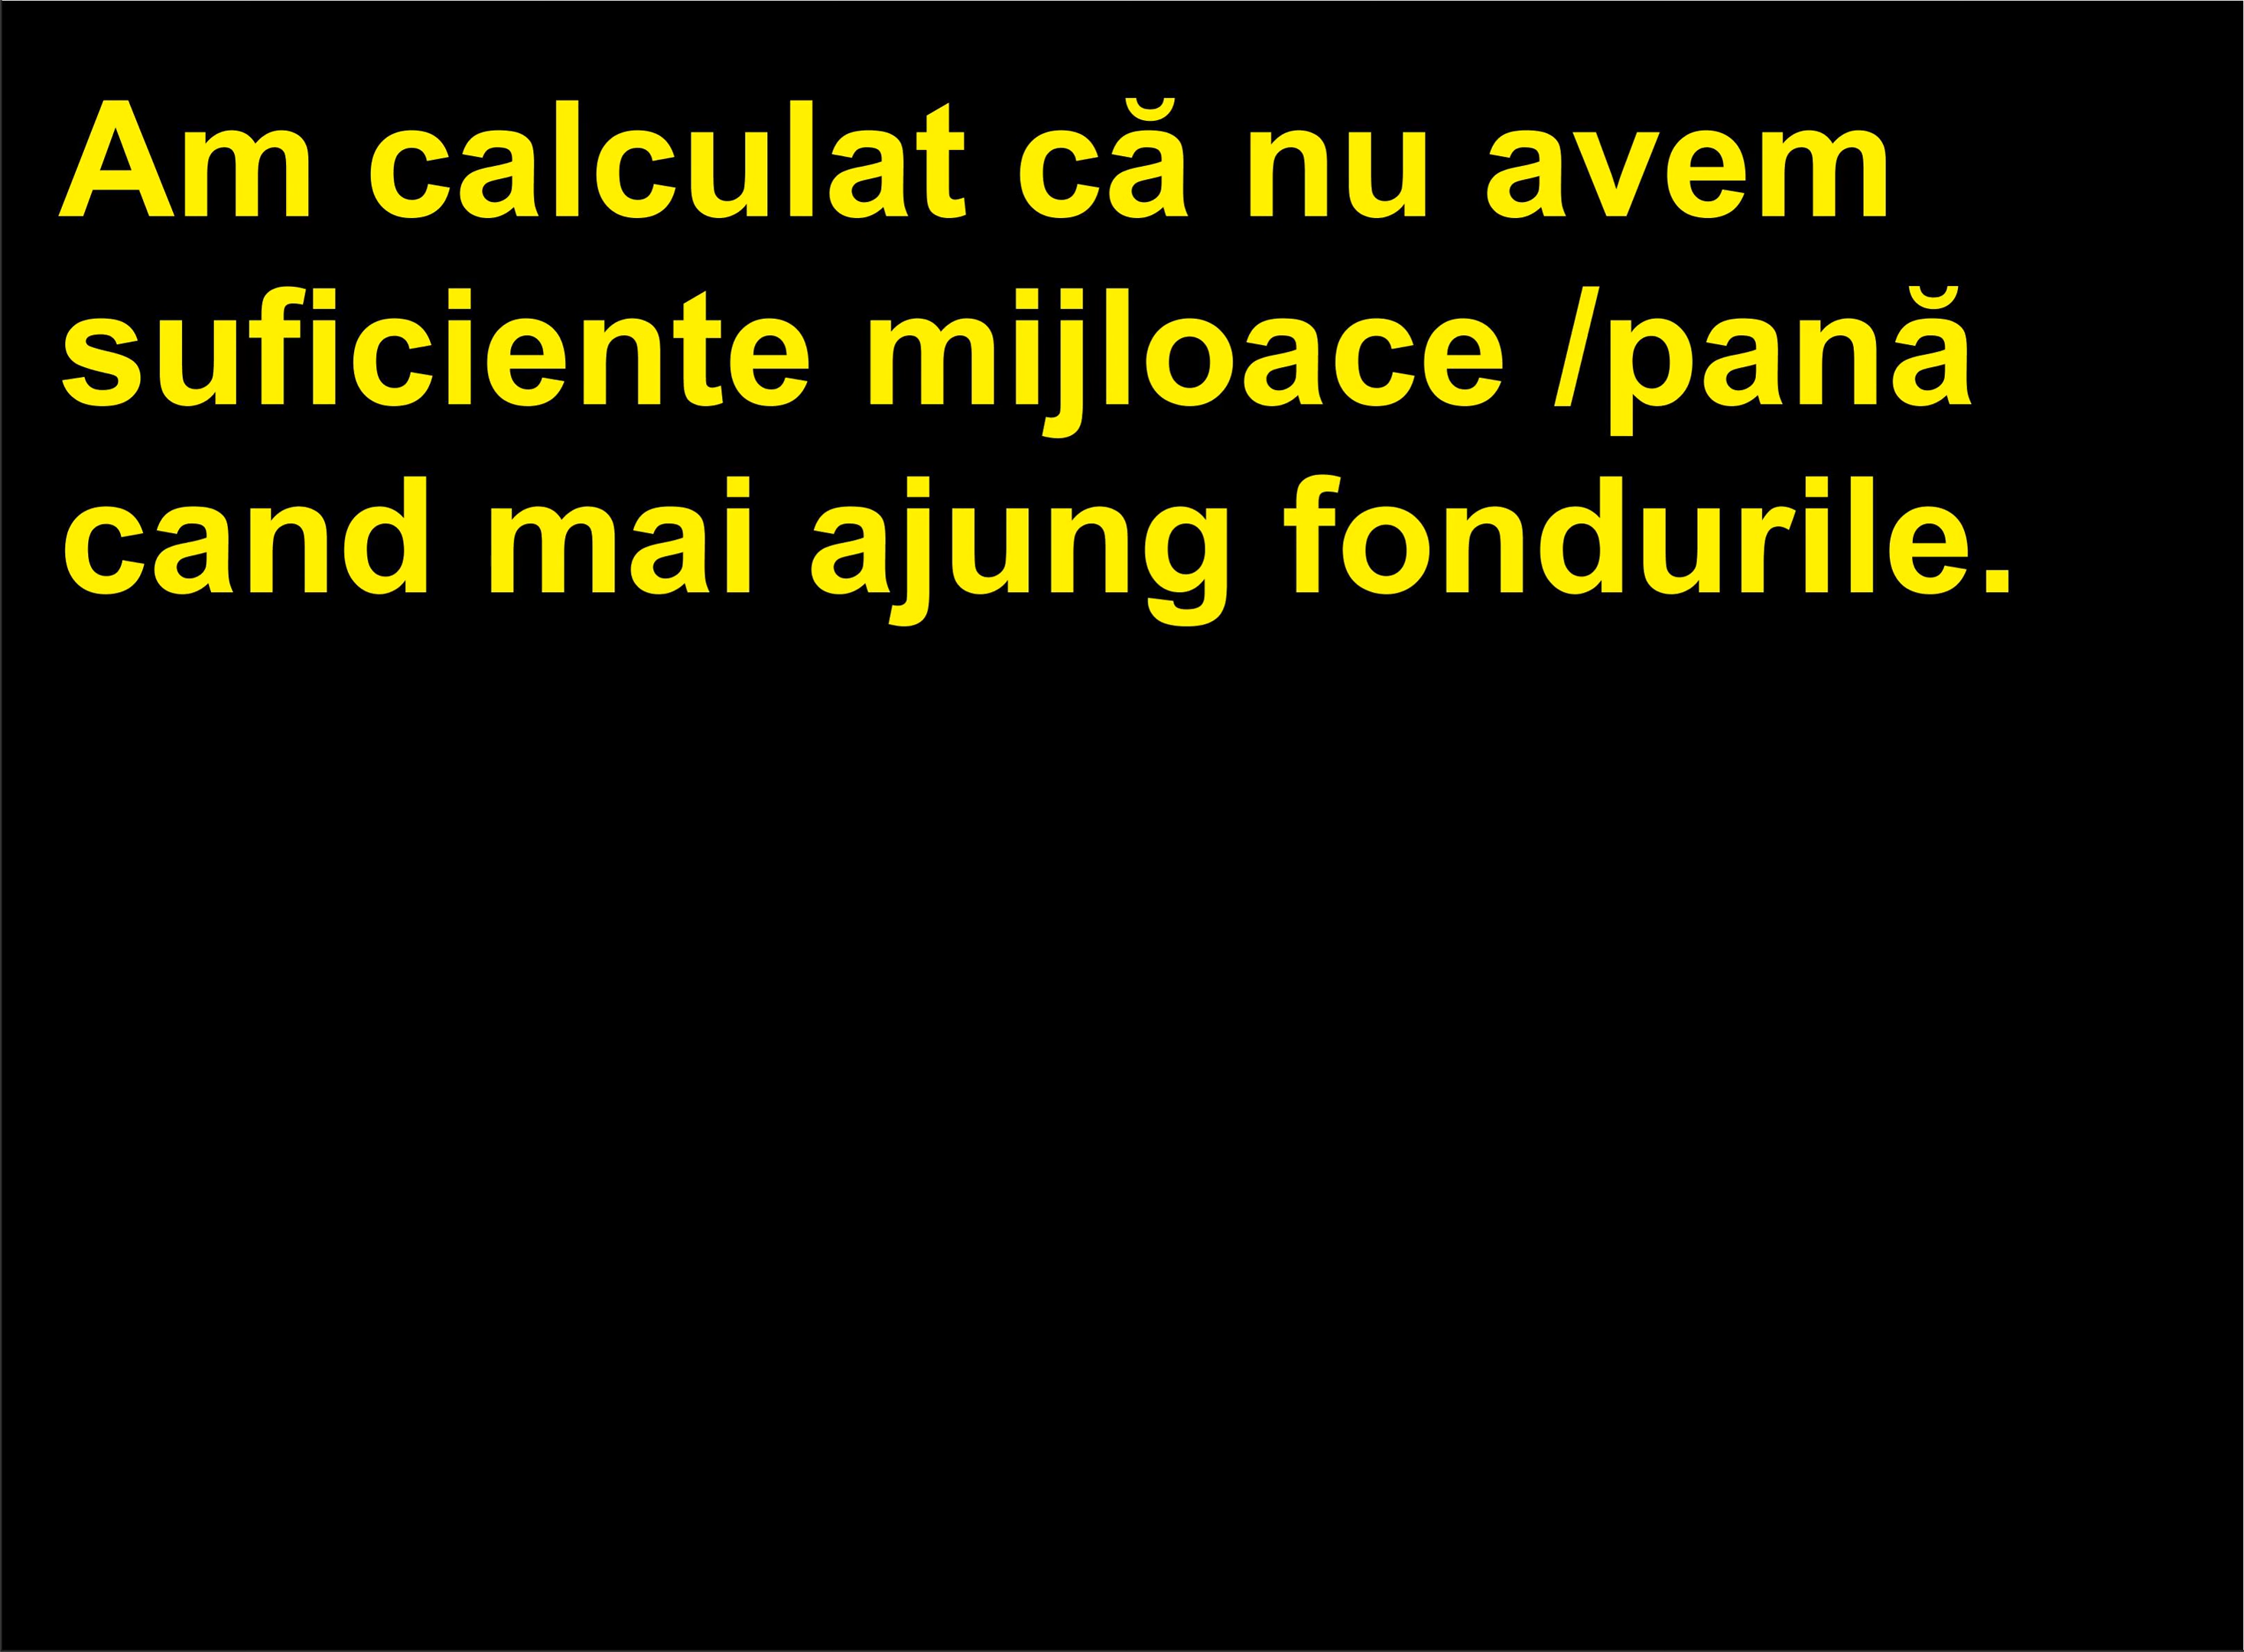 Am calculat că nu avem
suficiente mijloace /pană
cand mai ajung fondurile.